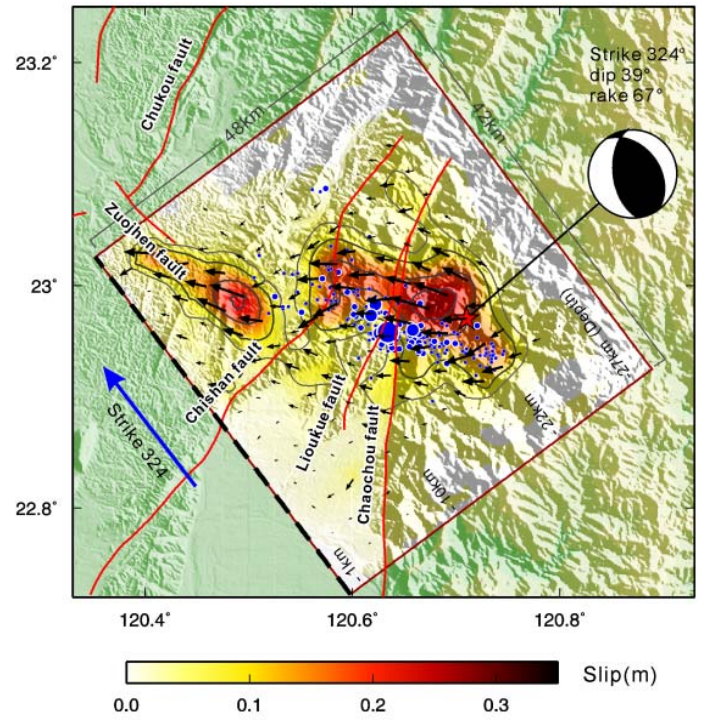 Strike 324°
dip 39°
rake 67°
23.2°
23°
22.8°
Chukou fault
48km
42km
Zuojhen fault
Chishan fault
Lioukue fault
Chaochou fault
Strike 324
~27km (Depth)
22km
~10km
~1km
120.4°
120.6°
120.8°
Slip(m)
0.0
0.1
0.2
0.3